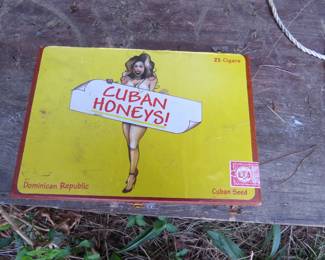 25 Cigars
CUBAN
HONEYS!
Dominican Republic
Cuban Seed